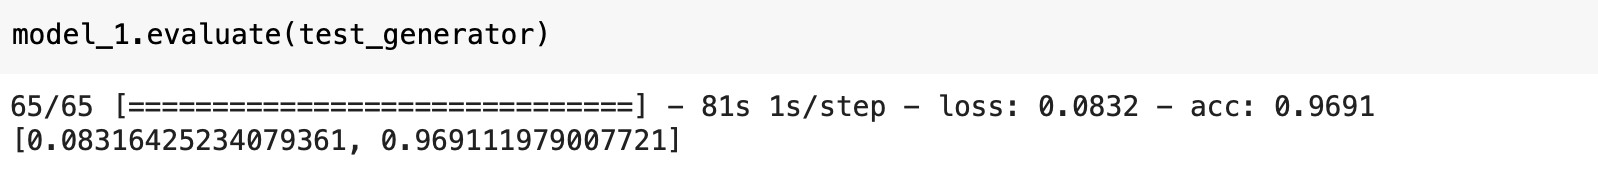 model_1.evaluate(test_generator)
65/65 [==============================] - 81s 1s/step - loss: 0.0832 - acc: 0.9691
[0.08316425234079361, 0.969111979007721]